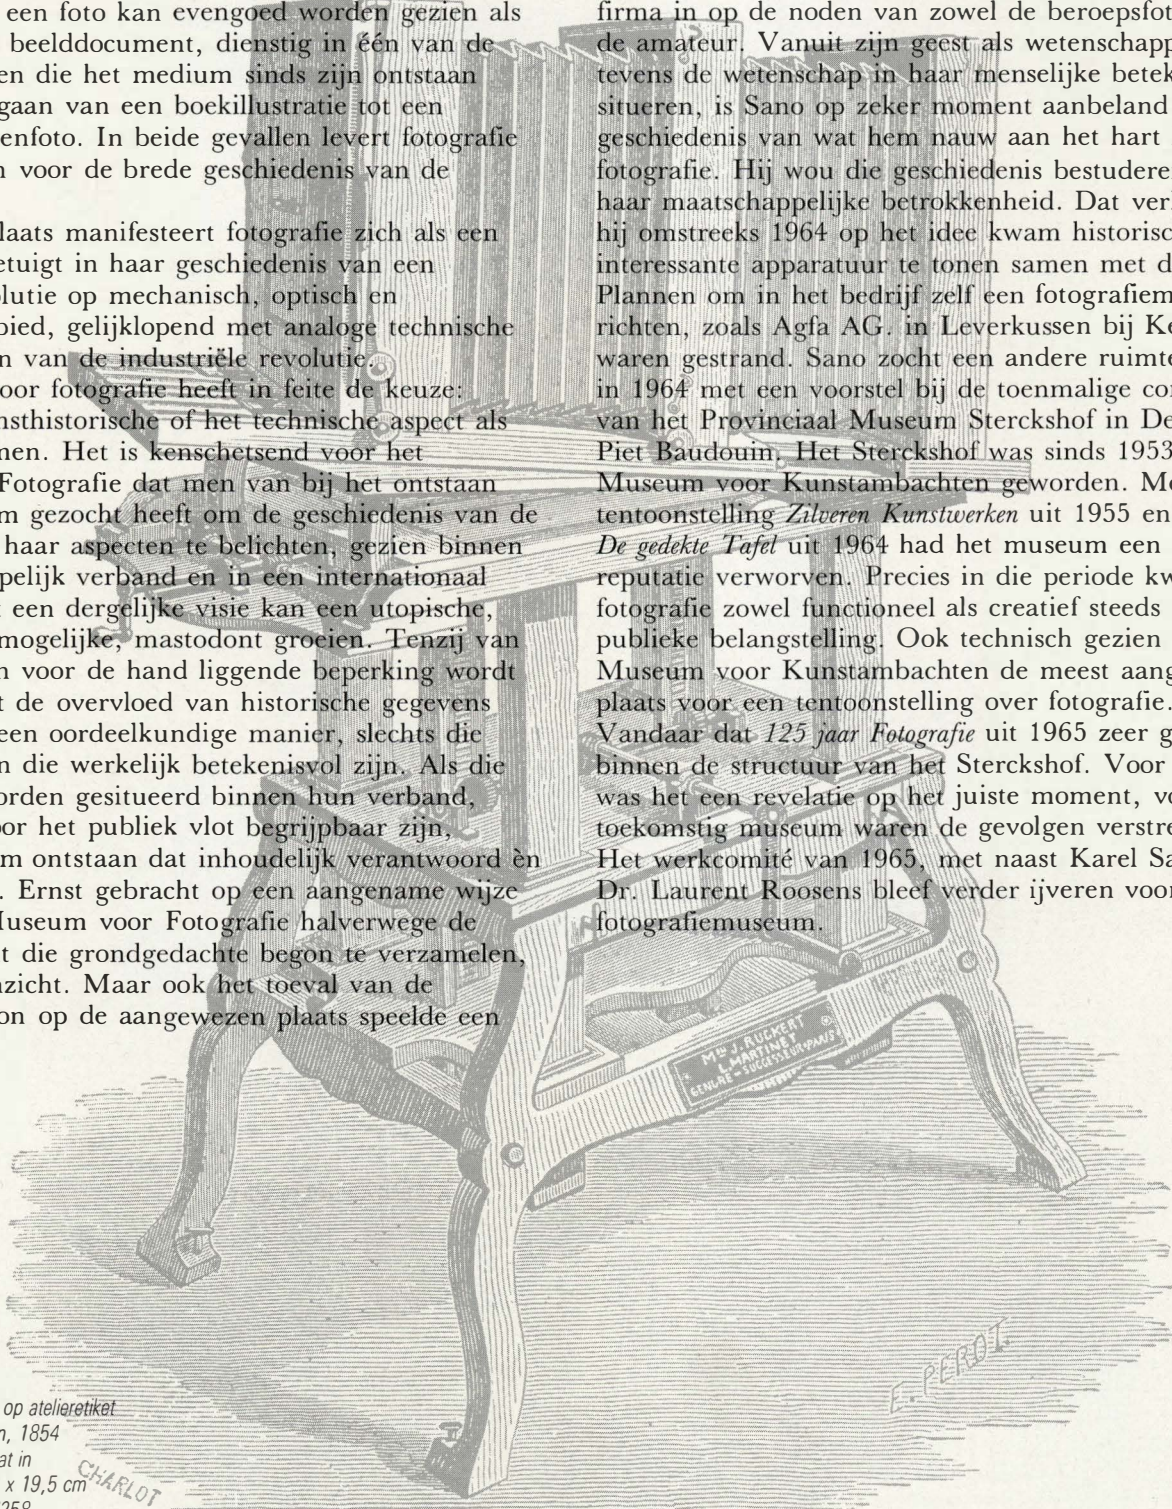 een foto kan evengoed worden gezien als
beelddocument, dienstig in één van de
en die het medium sinds zijn ontstaan
gaan van een boekillustratie tot een
enfoto. In beide gevallen levert fotografie
voor de brede geschiedenis van de
laats manifesteert fotografie zich als een
etuigt in haar geschiedenis van een
lutie op mechanisch, optisch en
bied, gelijklopend met analoge technische
n van de industriële revolutie.
oor fotografie heeft in feite de keuze:
nsthistorische of het technische aspect als
men. Het is kenschetsend voor het
Fotografie dat men van bij het ontstaan
m gezocht heeft om de geschiedenis van de
haar aspecten te belichten, gezien binnen
pelijk verband en in een internationaal
t een dergelijke visie kan een utopische,
mogelijke, mastodont groeien. Tenzij van
n voor de hand liggende beperking wordt
t de overvloed van historische gegevens
een oordeelkundige manier, slechts die
n die werkelijk betekenisvol zijn. Als die
orden gesitueerd binnen hun verband,
oor het publiek vlot begrijpbaar zijn,
m ontstaan dat inhoudelijk verantwoord èn
. Ernst gebracht op een aangename wijze
Museum voor Fotografie halverwege de
t die grondgedachte begon te verzamelen,
nzicht. Maar ook het toeval van de
on op de aangewezen plaats speelde een
firma in op de noden van zowel de beroepsfot
de amateur. Vanuit zijn geest als wetenschapp
tevens de wetenschap in haar menselijke betek
situeren, is Sano op zeker moment aanbeland
geschiedenis van wat hem nauw aan het hart
fotografie. Hij wou die geschiedenis bestudere
haar maatschappelijke betrokkenheid. Dat ver
hij omstreeks 1964 op het idee kwam historisc
interessante apparatuur te tonen samen met d
Plannen om in het bedrijf zelf een fotografiem
richten, zoals Agfa AG. in Leverkussen bij Ke
waren gestrand. Sano zocht een andere ruimte
in 1964 met een voorstel bij de toenmalige co
van het Provinciaal Museum Sterckshof in De
Piet Baudouin. Het Sterckshof was sinds 1953
Museum voor Kunstambachten geworden. Me
tentoonstelling Zilveren Kunstwerken uit 1955 en
De gedekte Tafel uit 1964 had het museum een
reputatie verworven. Precies in die periode kw
fotografie zowel functioneel als creatief steeds
publieke belangstelling. Ook technisch gezien
Museum voor Kunstambachten de meest aang
plaats voor een tentoonstelling over fotografie.
Vandaar dat 125 jaar Fotografie uit 1965 zeer g
binnen de structuur van het Sterckshof. Voor
was het een revelatie op het juiste moment, vo
toekomstig museum waren de gevolgen verstre
Het werkcomité van 1965, met naast Karel Sa
Dr. Laurent Roosens bleef verder ijveren voor
fotografiemuseum.
Mon J. RUCKERT
L. MARTINET
GENDRE - SUCCESSEUR - PARIS
E. PEROT.
op atelieretiket
n, 1854
at in
x 19,5 cm
CHARLOT